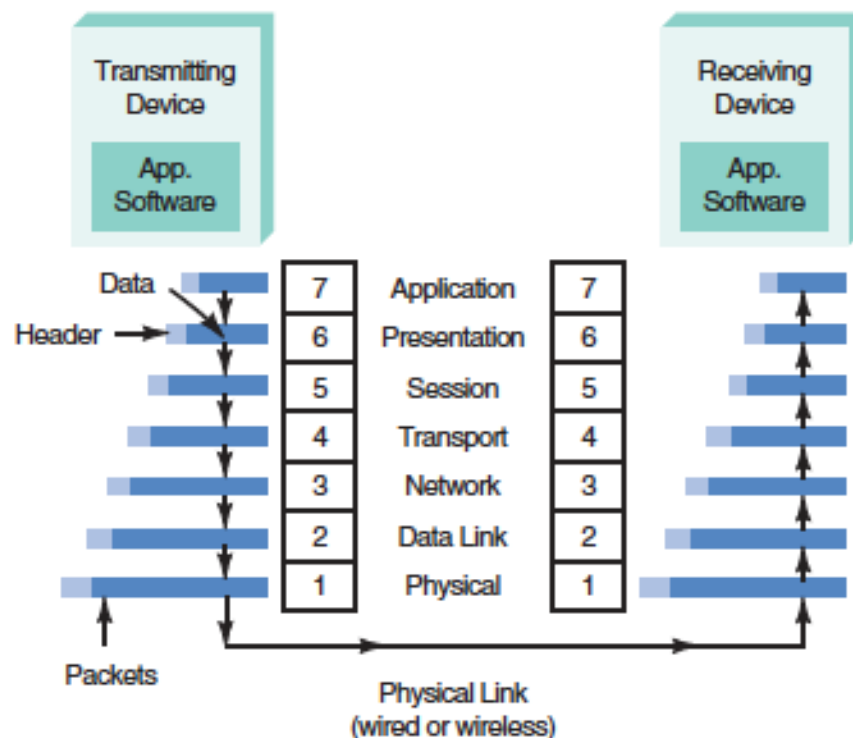 Transmitting
Device
App.
Software
Receiving
Device
App.
Software
Data
Header
7 Application 7
6 Presentation 6
5 Session 5
4 Transport 4
3 Network 3
2 Data Link 2
1 Physical 1
Packets
Physical Link
(wired or wireless)